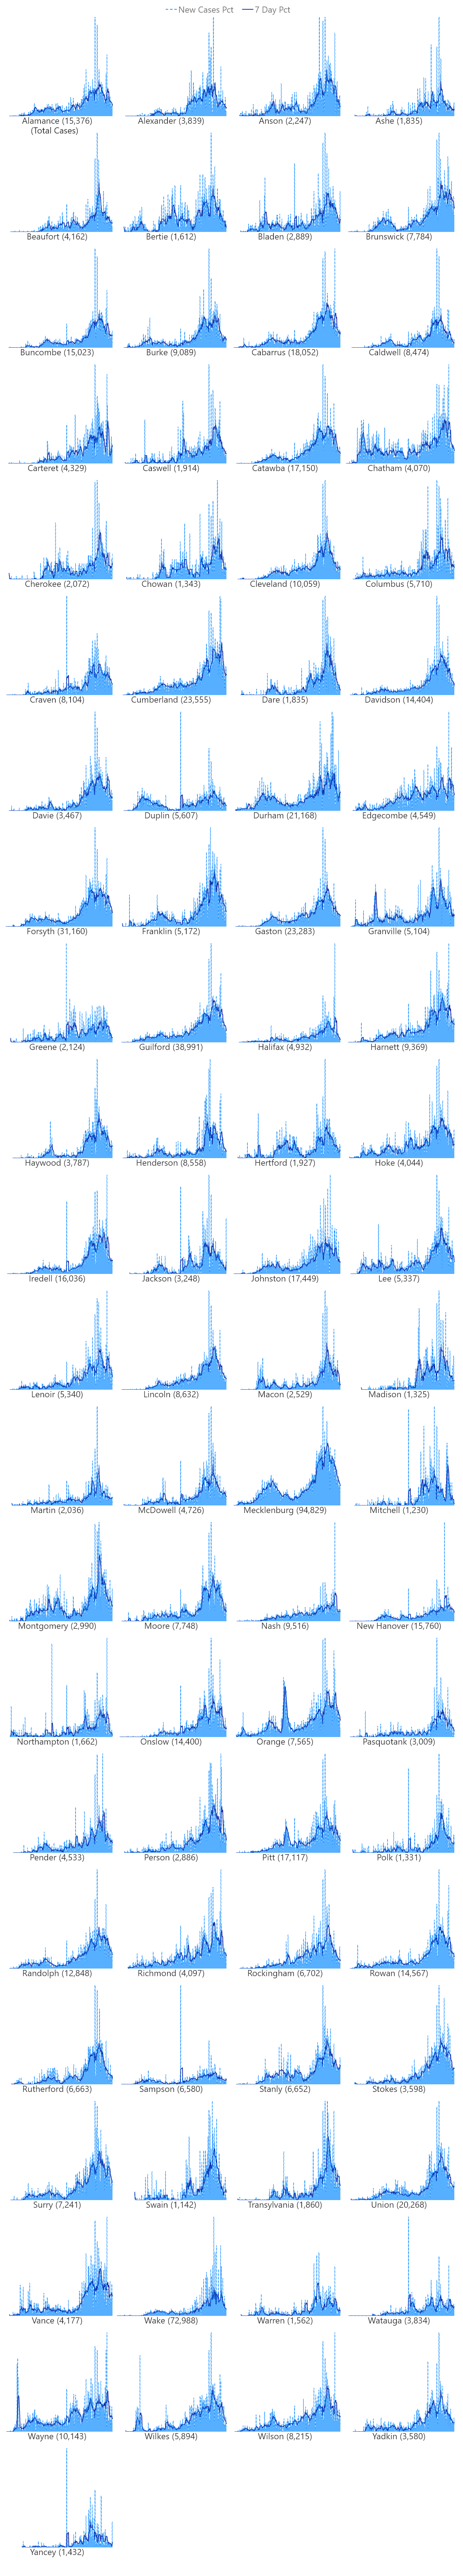 New Cases Pct 7 Day Pct
Alamance (15,376) Alexander (3,839) Anson (2,247) Ashe (1,835)
(Total Cases)
Beaufort (4,162) Bertie (1,612) Bladen (2,889) Brunswick (7,784)
Buncombe (15,023) Burke (9,089) Cabarrus (18,052) Caldwell (8,474)
Carteret (4,329) Caswell (1,914) Catawba (17,150) Chatham (4,070)
Cherokee (2,072) Chowan (1,343) Cleveland (10,059) Columbus (5,710)
Craven (8,104) Cumberland (23,555) Dare (1,835) Davidson (14,404)
Davie (3,467) Duplin (5,607) Durham (21,168) Edgecombe (4,549)
Forsyth (31,160) Franklin (5,172) Gaston (23,283) Granville (5,104)
Greene (2,124) Guilford (38,991) Halifax (4,932) Harnett (9,369)
Haywood (3,787) Henderson (8,558) Hertford (1,927) Hoke (4,044)
Iredell (16,036) Jackson (3,248) Johnston (17,449) Lee (5,337)
Lenoir (5,340) Lincoln (8,632) Macon (2,529) Madison (1,325)
Martin (2,036) McDowell (4,726) Mecklenburg (94,829) Mitchell (1,230)
Montgomery (2,990) Moore (7,748) Nash (9,516) New Hanover (15,760)
Northampton (1,662) Onslow (14,400) Orange (7,565) Pasquotank (3,009)
Pender (4,533) Person (2,886) Pitt (17,117) Polk (1,331)
Randolph (12,848) Richmond (4,097) Rockingham (6,702) Rowan (14,567)
Rutherford (6,663) Sampson (6,580) Stanly (6,652) Stokes (3,598)
Surry (7,241) Swain (1,142) Transylvania (1,860) Union (20,268)
Vance (4,177) Wake (72,988) Warren (1,562) Watauga (3,834)
Wayne (10,143) Wilkes (5,894) Wilson (8,215) Yadkin (3,580)
Yancey (1,432)